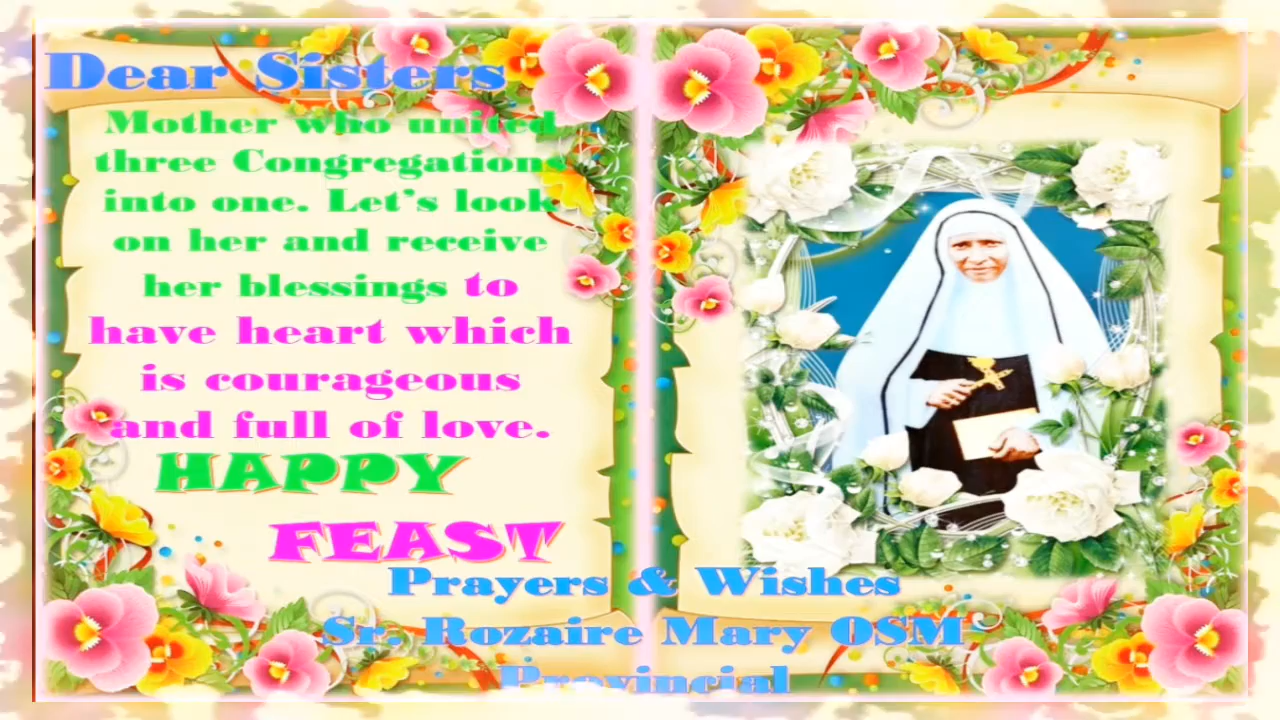 Dear Sisters
Mother who united
three Congregations
into one. Let's look
on her and receive
her blessings to
have heart which
is courageous
and full of love.
HAPPY
FEAST
Prayers & Wishes
Sr. Rozaire Mary OSM
Provincial